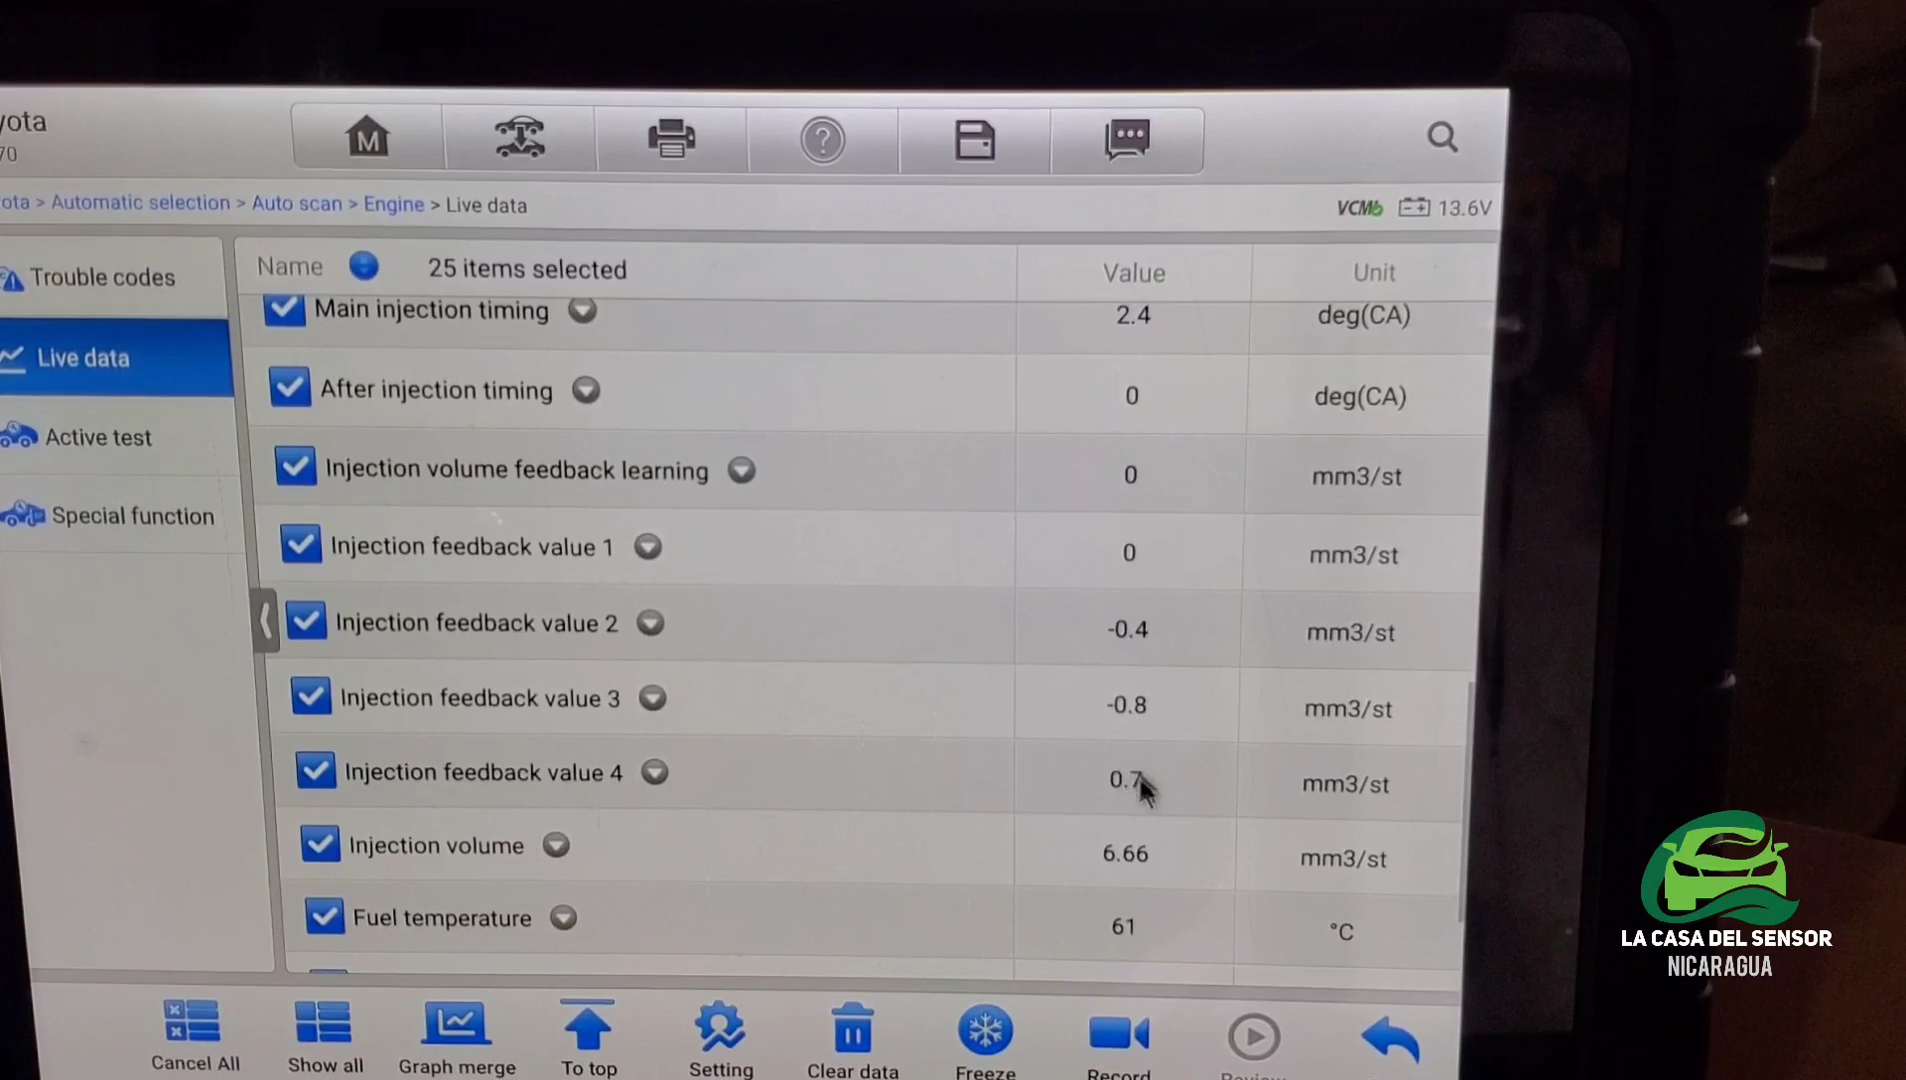 yota
70
M
?
VCMI 13.6V
ota > Automatic selection > Auto scan > Engine > Live data
Trouble codes
Live data
Active test
Special function
Name 25 items selected Value Unit
Main injection timing 2.4 deg(CA)
After injection timing 0 deg(CA)
Injection volume feedback learning 0 mm3/st
Injection feedback value 1 0 mm3/st
Injection feedback value 2 -0.4 mm3/st
Injection feedback value 3 -0.8 mm3/st
Injection feedback value 4 0.7 mm3/st
Injection volume 6.66 mm3/st
Fuel temperature 61 °C
Cancel All
Show all
Graph merge
To top
Setting
Clear data
Freeze
Record
LA CASA DEL SENSOR
NICARAGUA